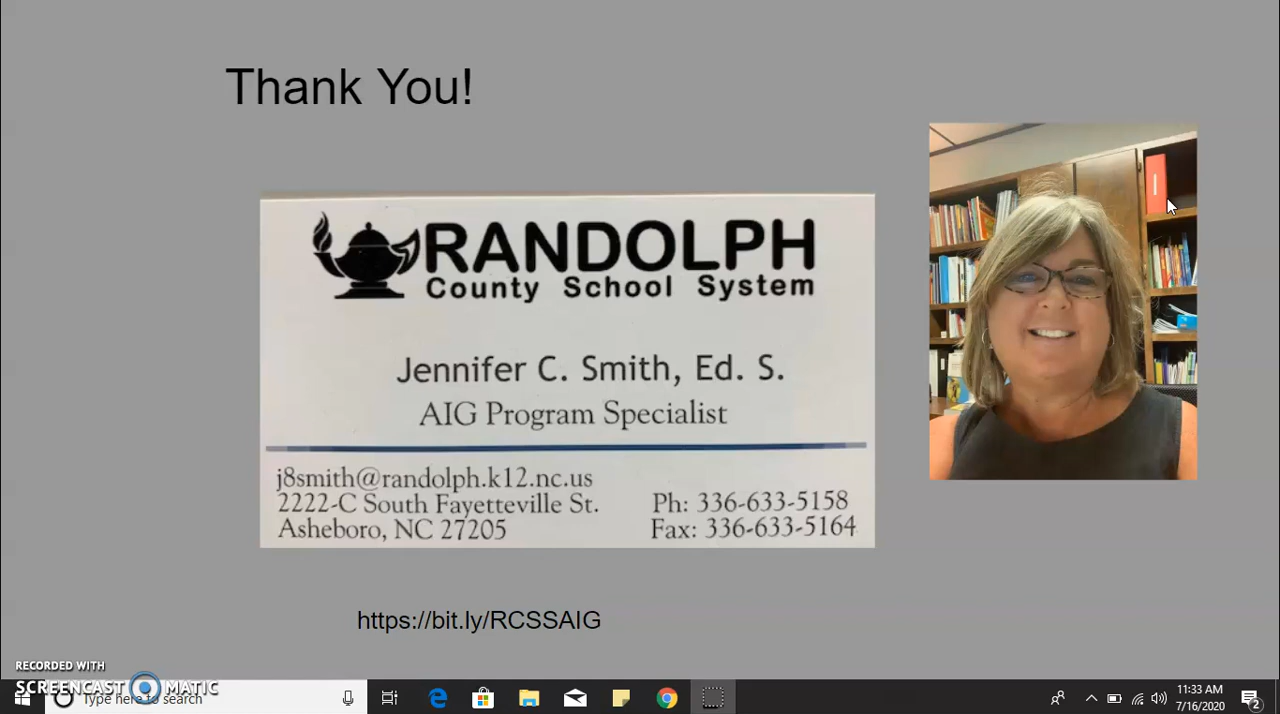 Thank You!
RANDOLPH
County School System
Jennifer C. Smith, Ed. S.
AIG Program Specialist
j8smith@randolph.k12.nc.us
2222-C South Fayetteville St.
Asheboro, NC 27205
Ph: 336-633-5158
Fax: 336-633-5164
https://bit.ly/RCSSAIG
RECORDED WITH
SCREENCAST MATIC
Type here to search
11:33 AM
7/16/2020
2